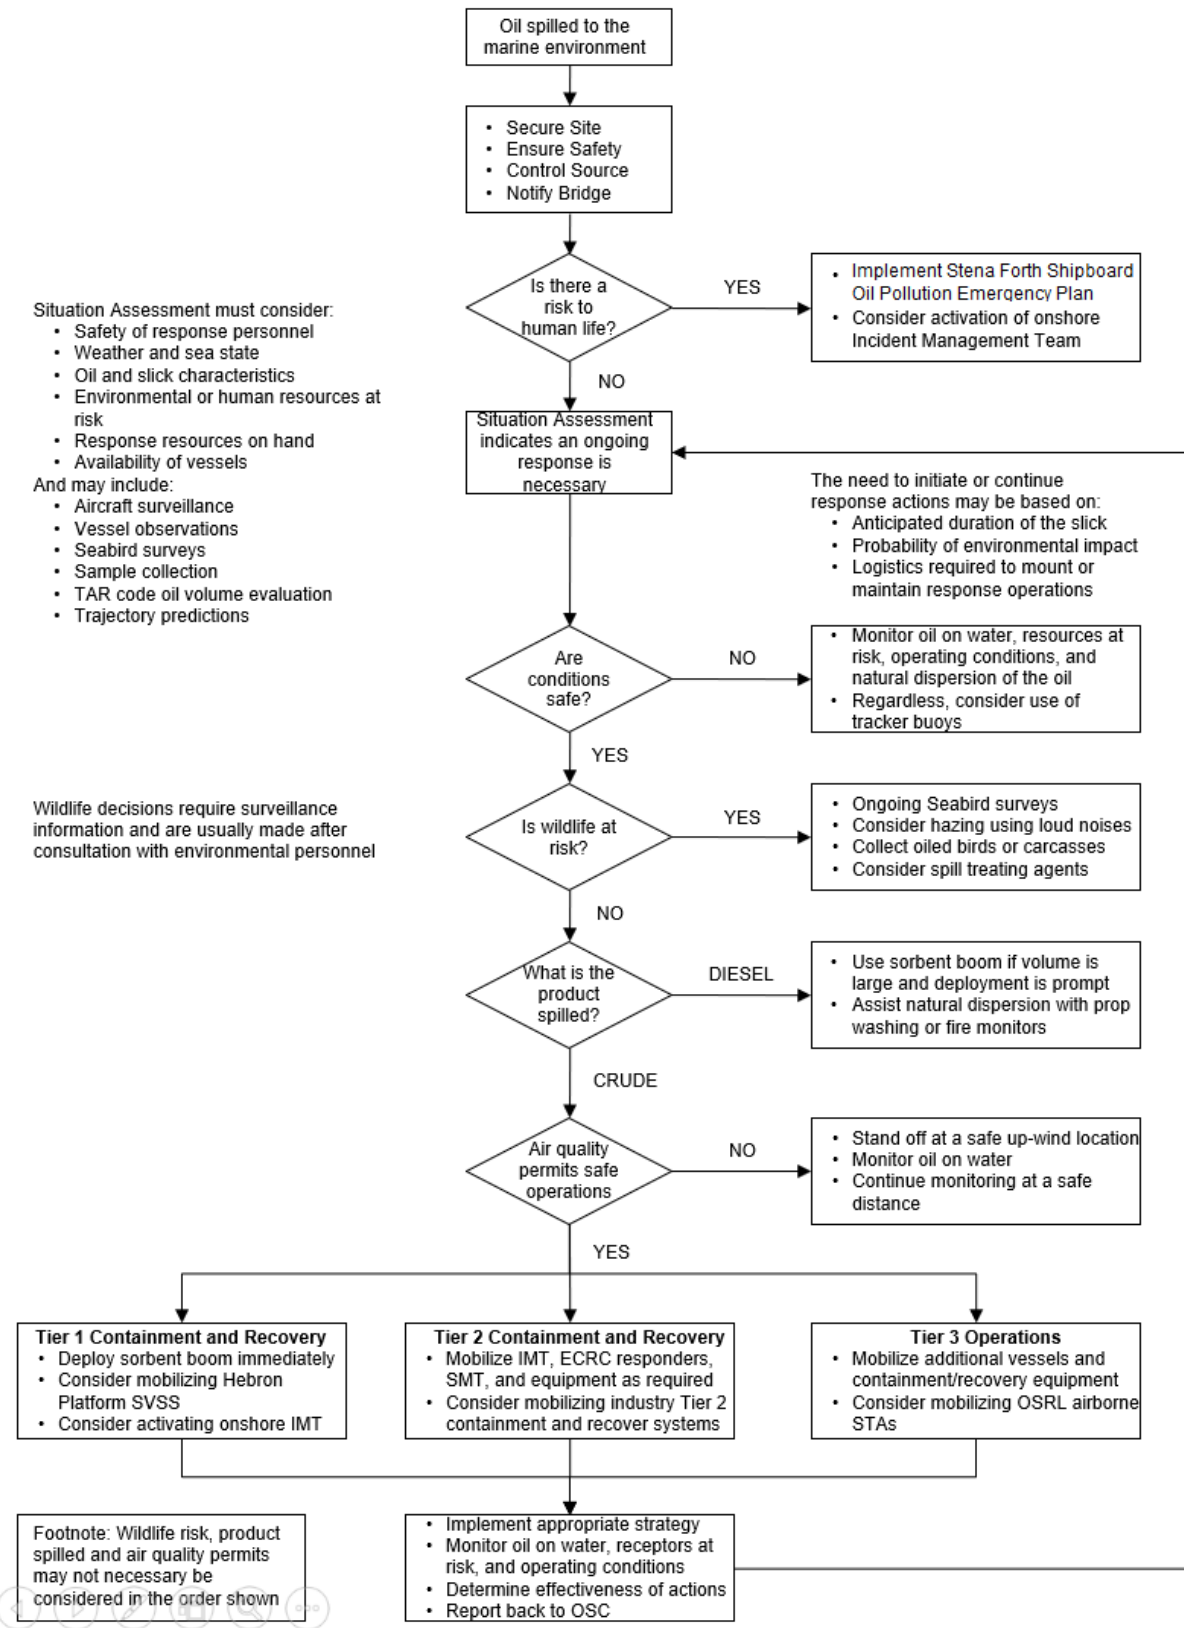 Oil spilled to the
marine environment
• Secure Site
• Ensure Safety
• Control Source
• Notify Bridge
Is there a
risk to
human life?
YES
• Implement Stena Forth Shipboard
Oil Pollution Emergency Plan
• Consider activation of onshore
Incident Management Team
NO
Situation Assessment must consider:
• Safety of response personnel
• Weather and sea state
• Oil and slick characteristics
• Environmental or human resources at
risk
• Response resources on hand
• Availability of vessels
And may include:
• Aircraft surveillance
• Vessel observations
• Seabird surveys
• Sample collection
• TAR code oil volume evaluation
• Trajectory predictions
Situation Assessment
indicates an ongoing
response is
necessary
The need to initiate or continue
response actions may be based on:
• Anticipated duration of the slick
• Probability of environmental impact
• Logistics required to mount or
maintain response operations
Are
conditions
safe?
NO
• Monitor oil on water, resources at
risk, operating conditions, and
natural dispersion of the oil
• Regardless, consider use of
tracker buoys
YES
Wildlife decisions require surveillance
information and are usually made after
consultation with environmental personnel
Is wildlife at
risk?
YES
• Ongoing Seabird surveys
• Consider hazing using loud noises
• Collect oiled birds or carcasses
• Consider spill treating agents
NO
What is the
product
spilled?
DIESEL
• Use sorbent boom if volume is
large and deployment is prompt
• Assist natural dispersion with prop
washing or fire monitors
CRUDE
Air quality
permits safe
operations
NO
• Stand off at a safe up-wind location
• Monitor oil on water
• Continue monitoring at a safe
distance
YES
Tier 1 Containment and Recovery
• Deploy sorbent boom immediately
• Consider mobilizing Hebron
Platform SVSS
• Consider activating onshore IMT
Tier 2 Containment and Recovery
• Mobilize IMT, ECRC responders,
SMT, and equipment as required
• Consider mobilizing industry Tier 2
containment and recover systems
Tier 3 Operations
• Mobilize additional vessels and
containment/recovery equipment
• Consider mobilizing OSRL airborne
STAs
Footnote: Wildlife risk, product
spilled and air quality permits
may not necessary be
considered in the order shown
• Implement appropriate strategy
• Monitor oil on water, receptors at
risk, and operating conditions
• Determine effectiveness of actions
• Report back to OSC